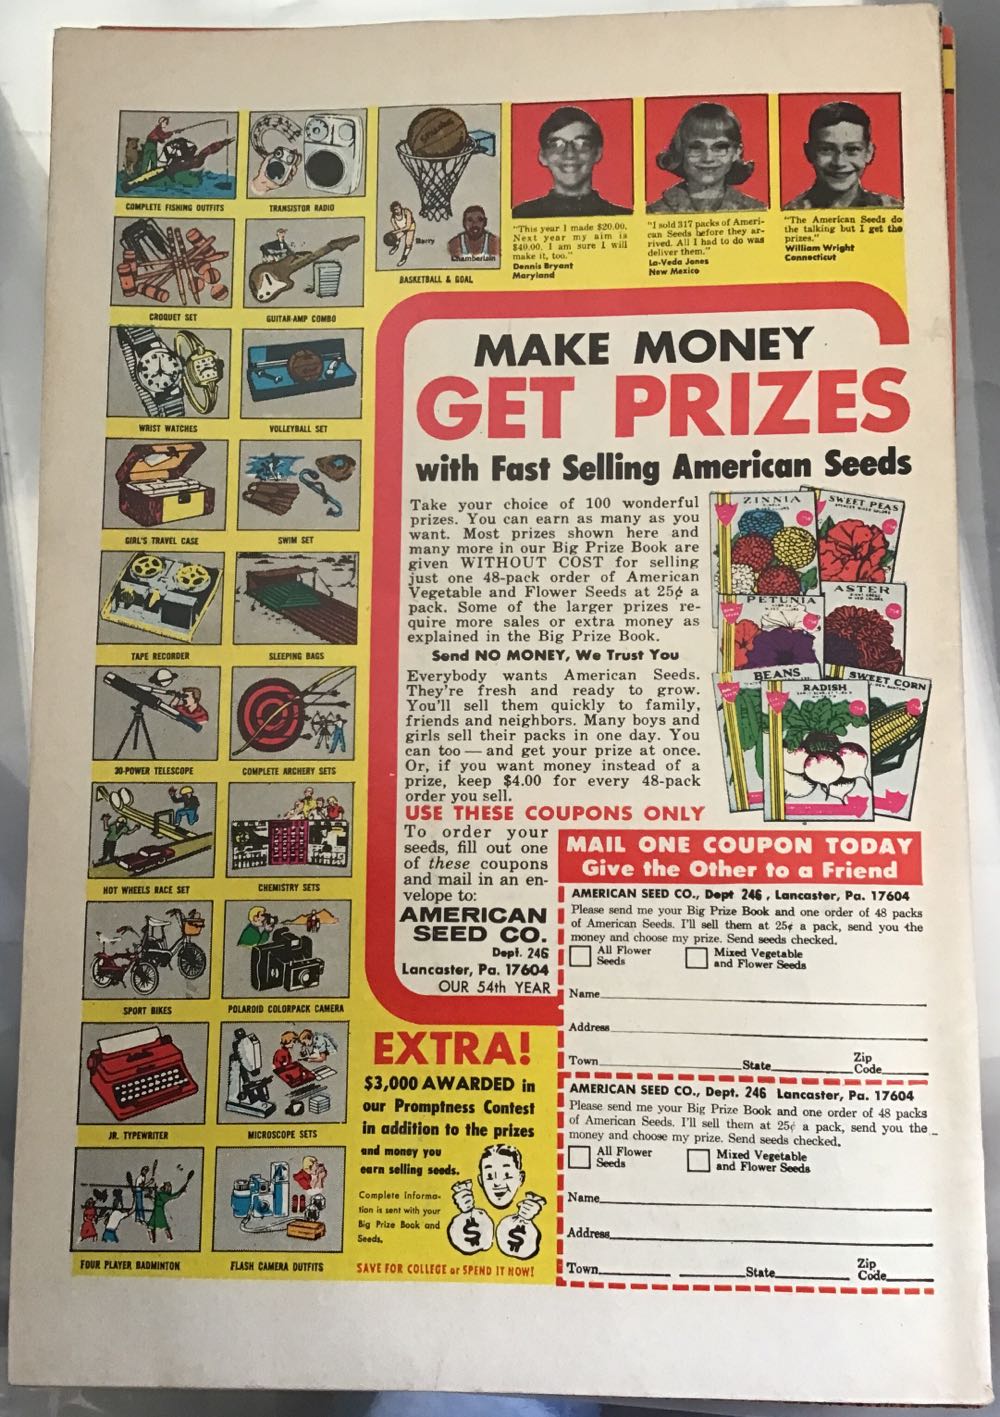 COMPLETE FISHING OUTFITS
TRANSISTOR RADIO
CROQUET SET
GUITAR-AMP COMBO
WRIST WATCHES
VOLLEYBALL SET
GIRL'S TRAVEL CASE
SWIM SET
TAPE RECORDER
SLEEPING BAGS
30-POWER TELESCOPE
COMPLETE ARCHERY SETS
HOT WHEELS RACE SET
CHEMISTRY SETS
SPORT BIKES
POLAROID COLORPACK CAMERA
JR. TYPEWRITER
MICROSCOPE SETS
FOUR PLAYER BADMINTON
FLASH CAMERA OUTFITS
Barry
Chamberlain
BASKETBALL & GOAL
"This year I made $20.00.
Next year my aim is
$40.00. I am sure I will
make it, too."
Dennis Bryant
Maryland
"I sold 317 packs of Ameri-
can Seeds before they ar-
rived. All I had to do was
deliver them."
La-Veda Jones
New Mexico
"The American Seeds do
the talking but I get the
prizes."
William Wright
Connecticut
MAKE MONEY
GET PRIZES
with Fast Selling American Seeds
Take your choice of 100 wonderful
prizes. You can earn as many as you
want. Most prizes shown here and
many more in our Big Prize Book are
given WITHOUT COST for selling
just one 48-pack order of American
Vegetable and Flower Seeds at 25¢ a
pack. Some of the larger prizes re-
quire more sales or extra money as
explained in the Big Prize Book.
Send NO MONEY, We Trust You
Everybody wants American Seeds.
They're fresh and ready to grow.
You'll sell them quickly to family,
friends and neighbors. Many boys and
girls sell their packs in one day. You
can too — and get your prize at once.
Or, if you want money instead of a
prize, keep $4.00 for every 48-pack
order you sell.
ZINNIA
SWEET PEAS
PETUNIA
ASTER
BEANS
RADISH
SWEET CORN
USE THESE COUPONS ONLY
To order your
seeds, fill out one
of these coupons
and mail in an en-
velope to:
AMERICAN
SEED CO.
Dept. 246
Lancaster, Pa. 17604
OUR 54th YEAR
MAIL ONE COUPON TODAY
Give the Other to a Friend
AMERICAN SEED CO., Dept 246, Lancaster, Pa. 17604
Please send me your Big Prize Book and one order of 48 packs
of American Seeds. I'll sell them at 25¢ a pack, send you the
money and choose my prize. Send seeds checked.
All Flower
Seeds
Mixed Vegetable
and Flower Seeds
Name
Address
Town State Zip
Code
AMERICAN SEED CO., Dept. 246 Lancaster, Pa. 17604
Please send me your Big Prize Book and one order of 48 packs
of American Seeds. I'll sell them at 25¢ a pack, send you the
money and choose my prize. Send seeds checked.
All Flower
Seeds
Mixed Vegetable
and Flower Seeds
Name
Address
Town State Zip
Code
EXTRA!
$3,000 AWARDED in
our Promptness Contest
in addition to the prizes
and money you
earn selling seeds.
Complete informa-
tion is sent with your
Big Prize Book and
Seeds.
$ $
SAVE FOR COLLEGE or SPEND IT NOW!